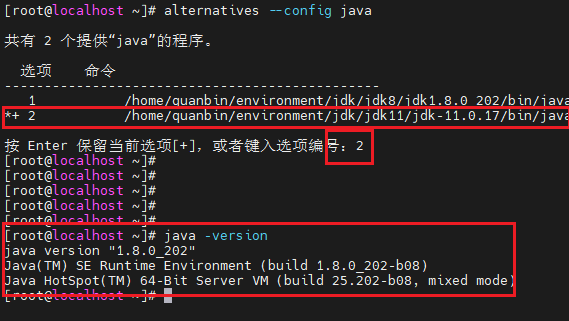 [root@localhost ~]# alternatives --config java
共有 2 个提供“java”的程序。
选项    命令
-----------------------------------------------
   1           /home/quanbin/environment/jdk/jdk8/jdk1.8.0_202/bin/java
*+ 2           /home/quanbin/environment/jdk/jdk11/jdk-11.0.17/bin/java
按 Enter 保留当前选项[+]，或者键入选项编号：2
[root@localhost ~]#
[root@localhost ~]#
[root@localhost ~]#
[root@localhost ~]#
[root@localhost ~]# java -version
java version "1.8.0_202"
Java(TM) SE Runtime Environment (build 1.8.0_202-b08)
Java HotSpot(TM) 64-Bit Server VM (build 25.202-b08, mixed mode)
[root@localhost ~]#